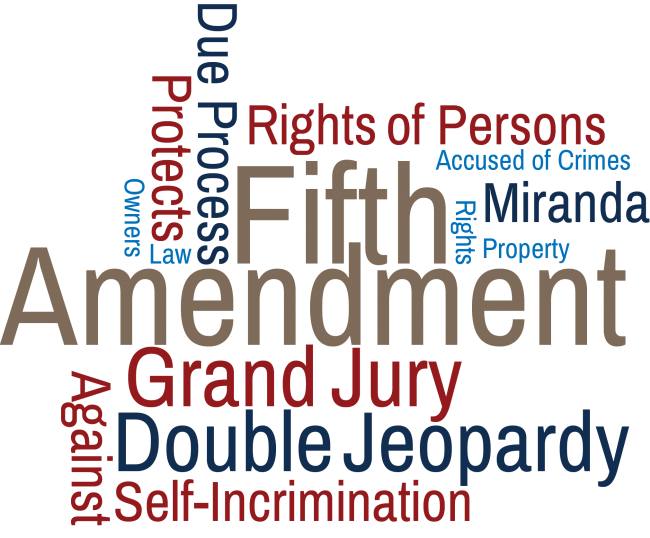 Due Process
Protects
Rights of Persons
Accused of Crimes
Owners
Law
Fifth
Rights
Miranda
Property
Amendment
Grand Jury
Against
Double Jeopardy
Self-Incrimination